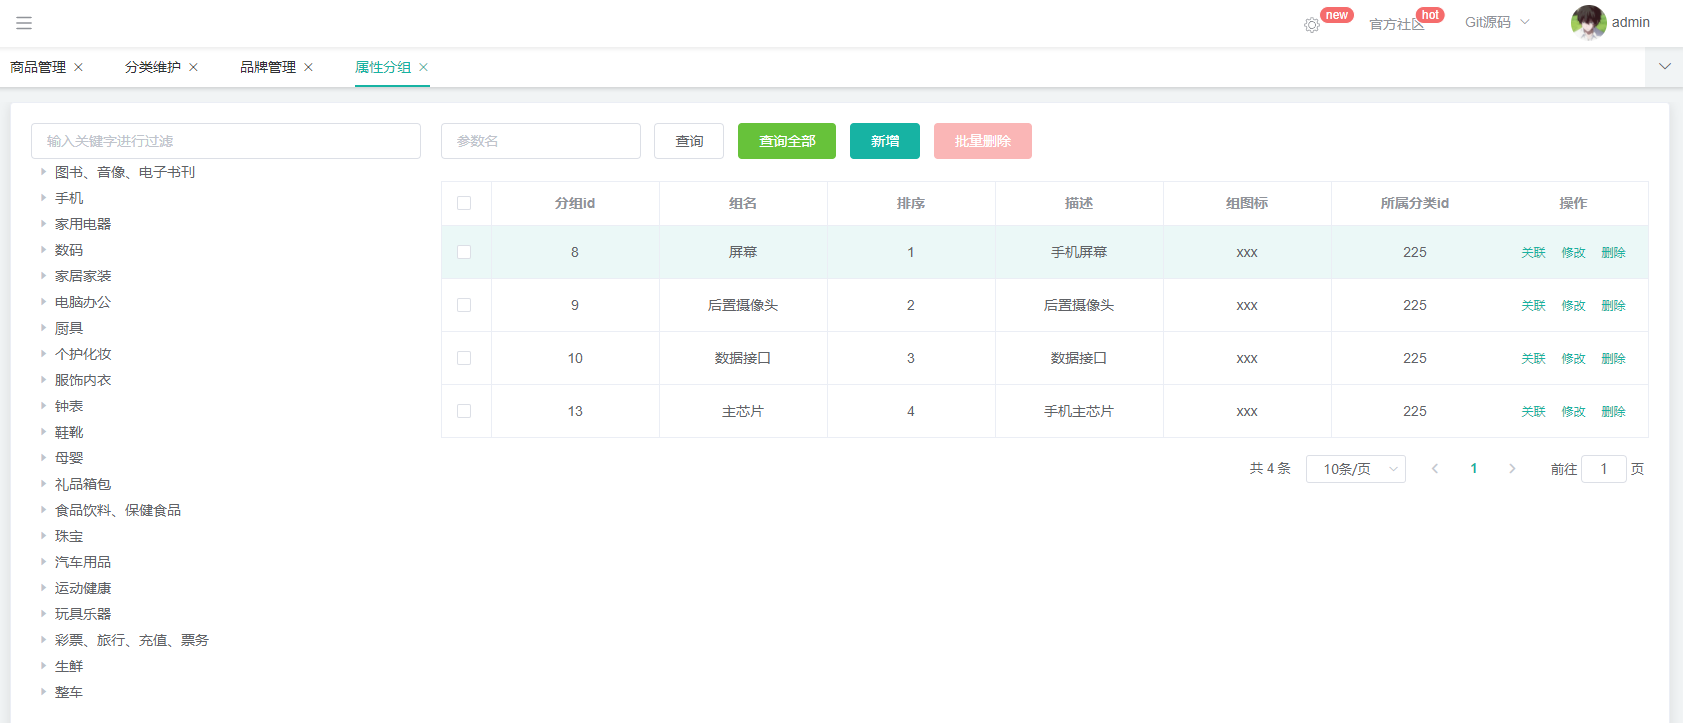 new 官方社区 hot Git源码 admin
商品管理 分类维护 品牌管理 属性分组
输入关键字进行过滤 参数名 查询 查询全部 新增 批量删除
图书、音像、电子书刊
手机
家用电器
数码
家居家装
电脑办公
厨具
个护化妆
服饰内衣
钟表
鞋靴
母婴
礼品箱包
食品饮料、保健食品
珠宝
汽车用品
运动健康
玩具乐器
彩票、旅行、充值、票务
生鲜
整车
分组id 组名 排序 描述 组图标 所属分类id 操作
8 屏幕 1 手机屏幕 xxx 225 关联 修改 删除
9 后置摄像头 2 后置摄像头 xxx 225 关联 修改 删除
10 数据接口 3 数据接口 xxx 225 关联 修改 删除
13 主芯片 4 手机主芯片 xxx 225 关联 修改 删除
共 4 条 10条/页 1 前往 1 页